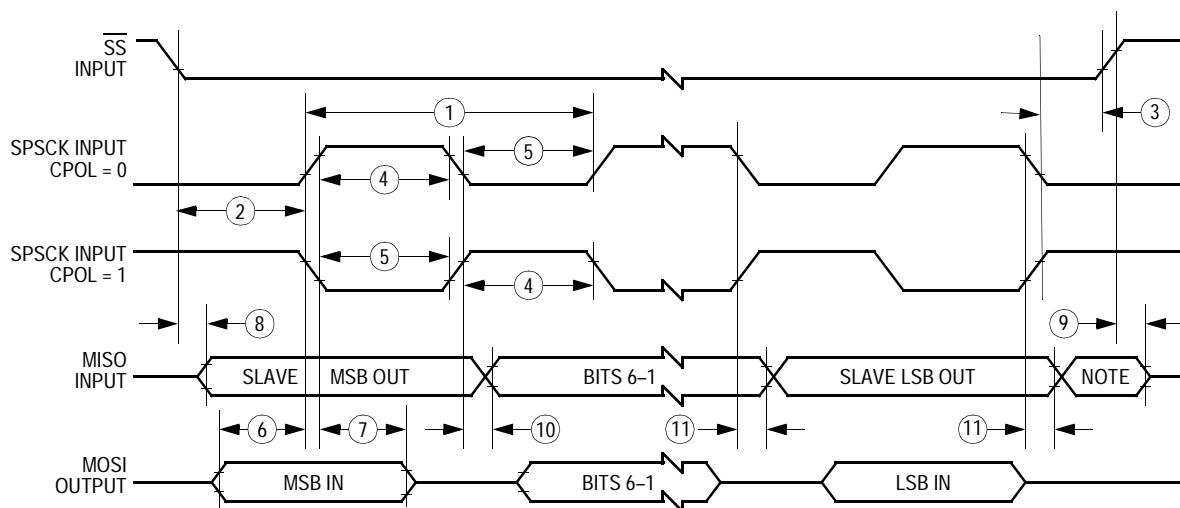 SS
INPUT
1
3
SPSCK INPUT
CPOL = 0
5
4
2
SPSCK INPUT
CPOL = 1
5
4
8
9
MISO
INPUT
SLAVE MSB OUT
BITS 6–1
SLAVE LSB OUT
NOTE
6
7
10
11
11
MOSI
OUTPUT
MSB IN
BITS 6–1
LSB IN